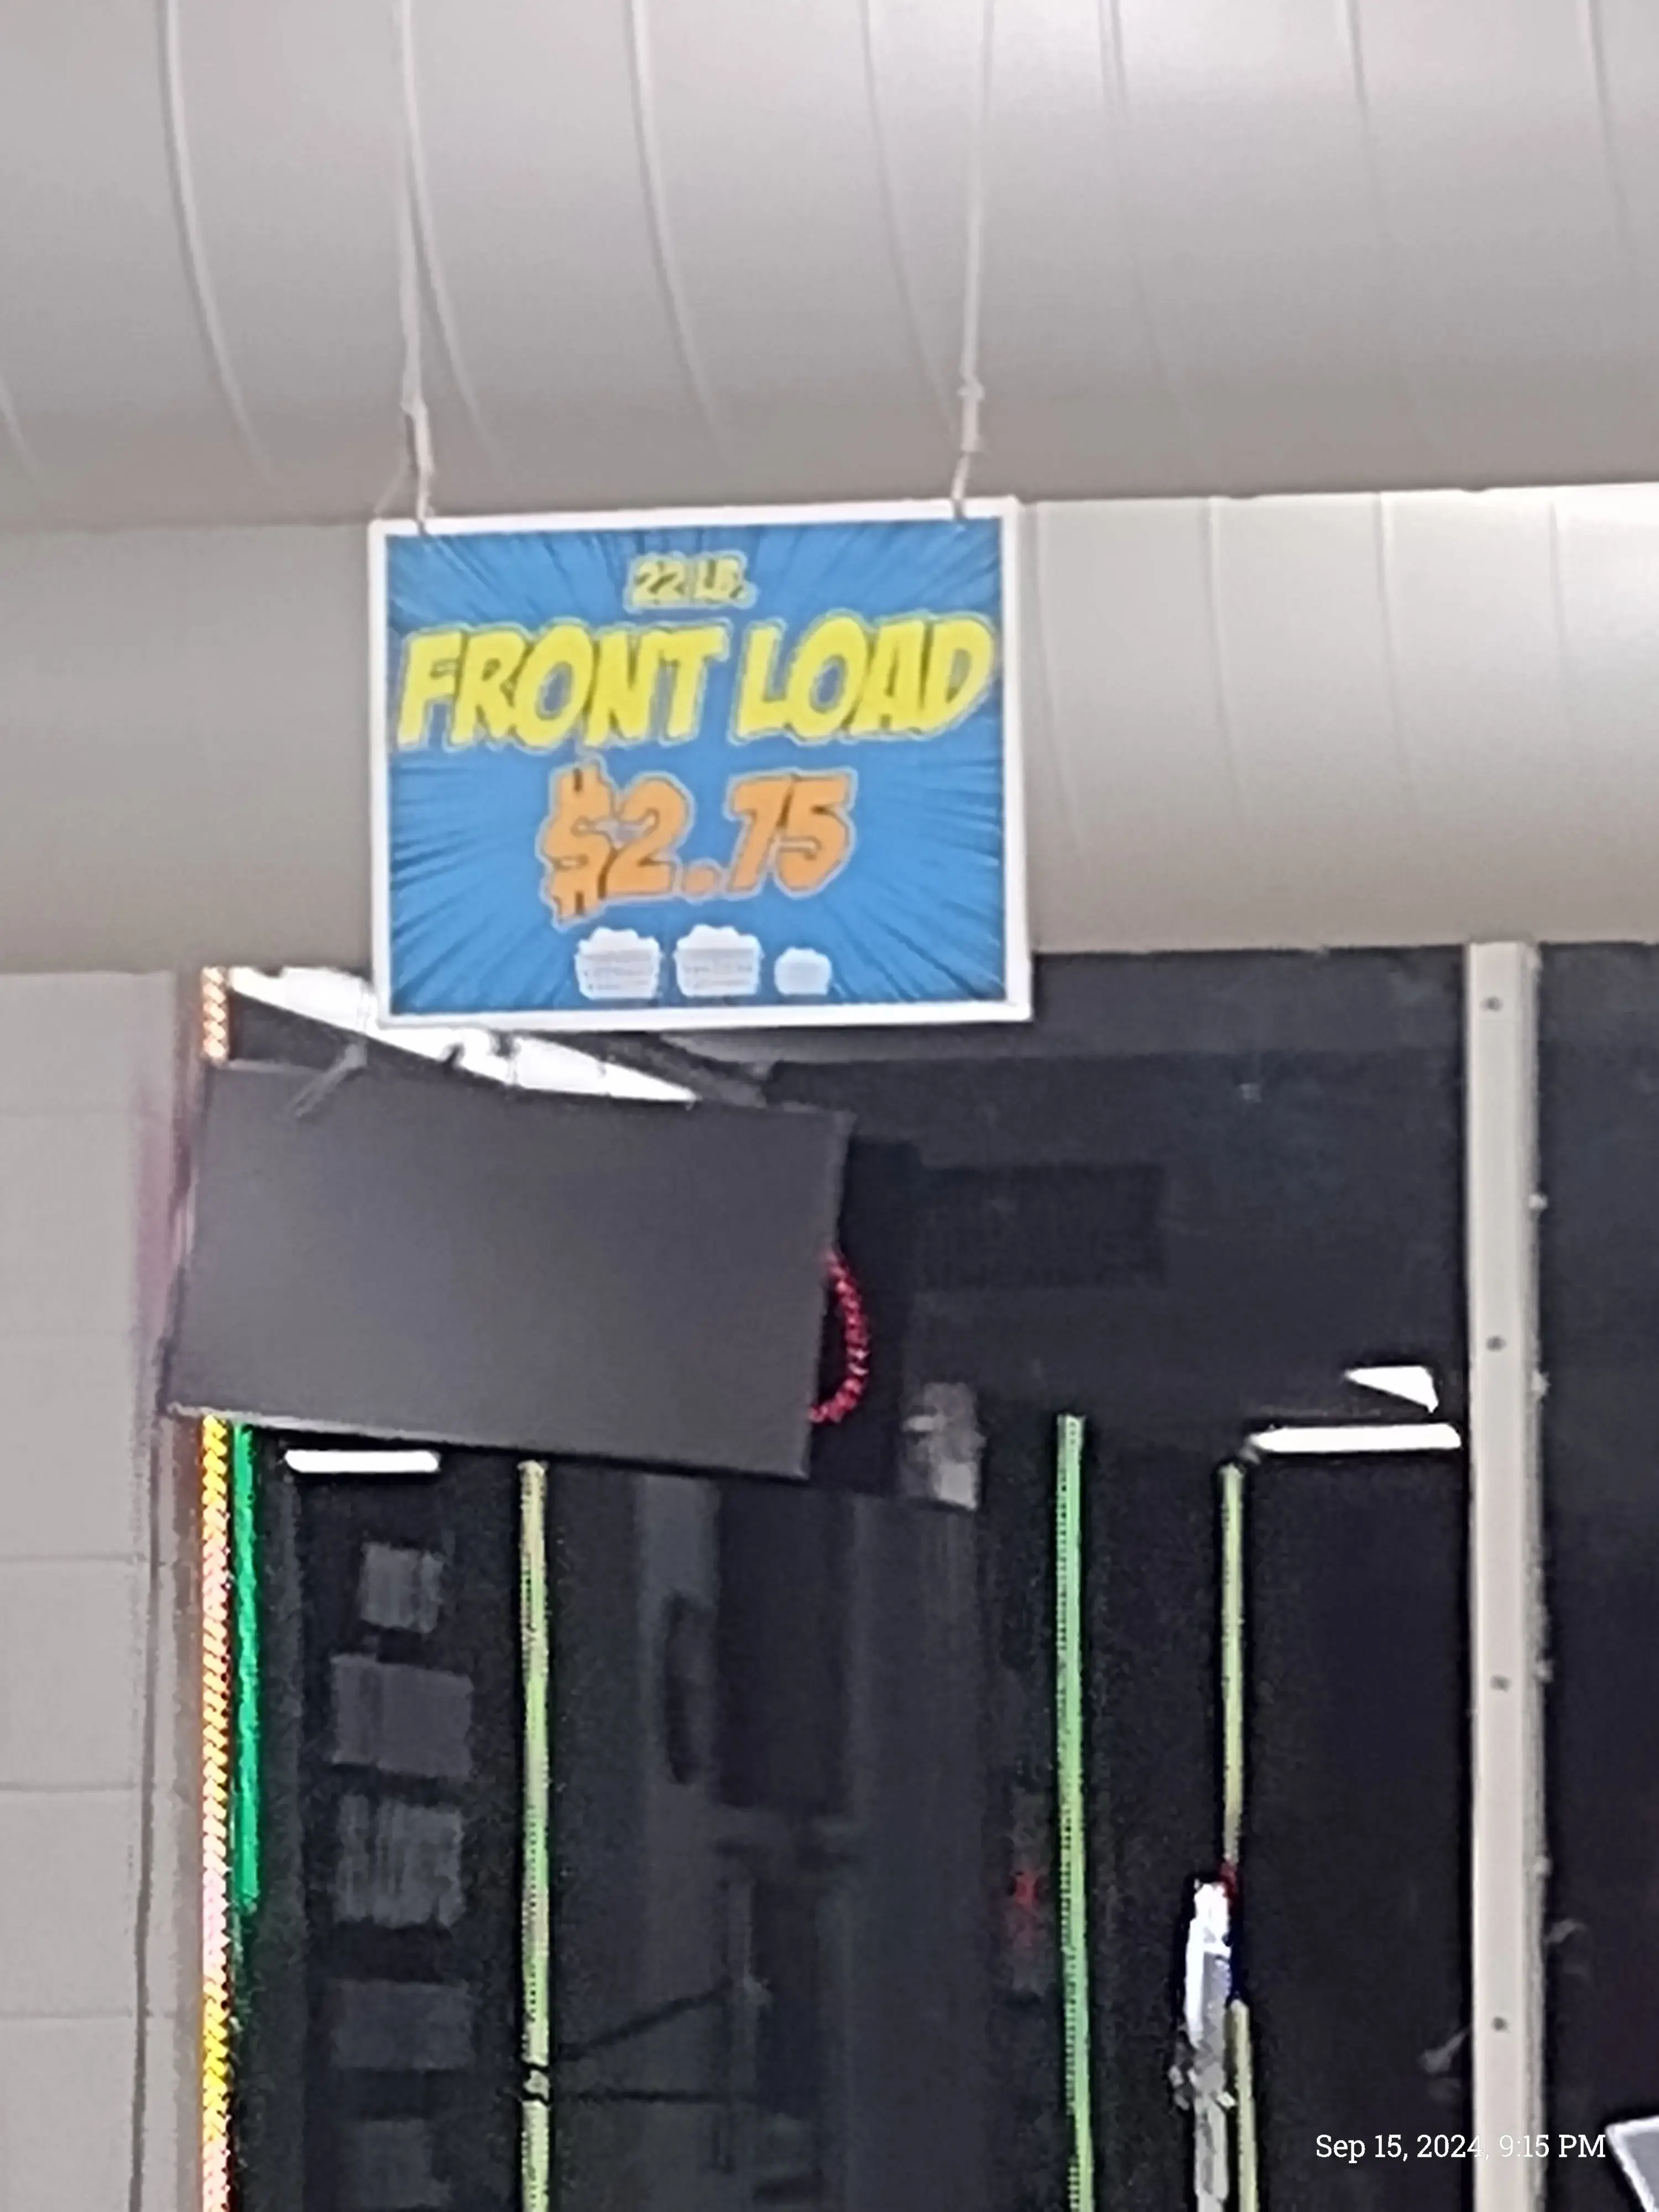 22 LB.
FRONT LOAD
$2.75
Sep 15, 2024, 9:15 PM